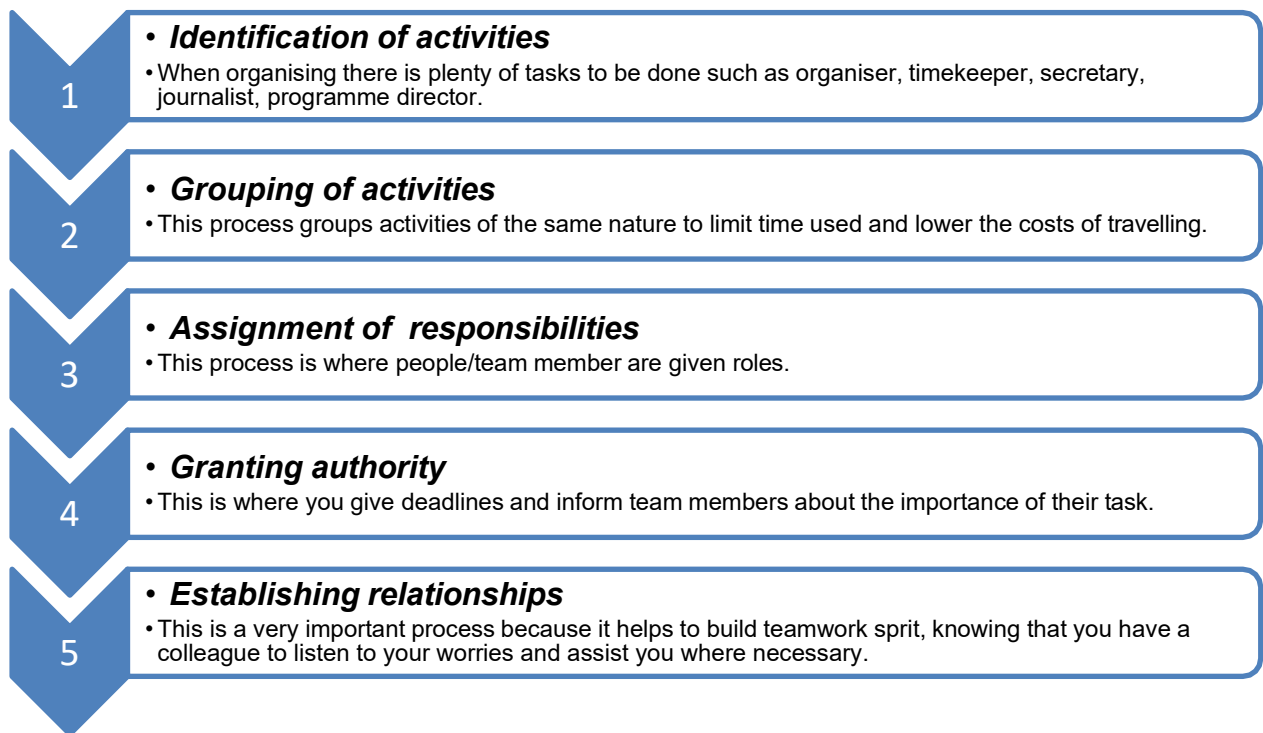 1
• Identification of activities
• When organising there is plenty of tasks to be done such as organiser, timekeeper, secretary,
journalist, programme director.
2
• Grouping of activities
• This process groups activities of the same nature to limit time used and lower the costs of travelling.
3
• Assignment of  responsibilities
• This process is where people/team member are given roles.
4
• Granting authority
• This is where you give deadlines and inform team members about the importance of their task.
5
• Establishing relationships
• This is a very important process because it helps to build teamwork sprit, knowing that you have a
colleague to listen to your worries and assist you where necessary.